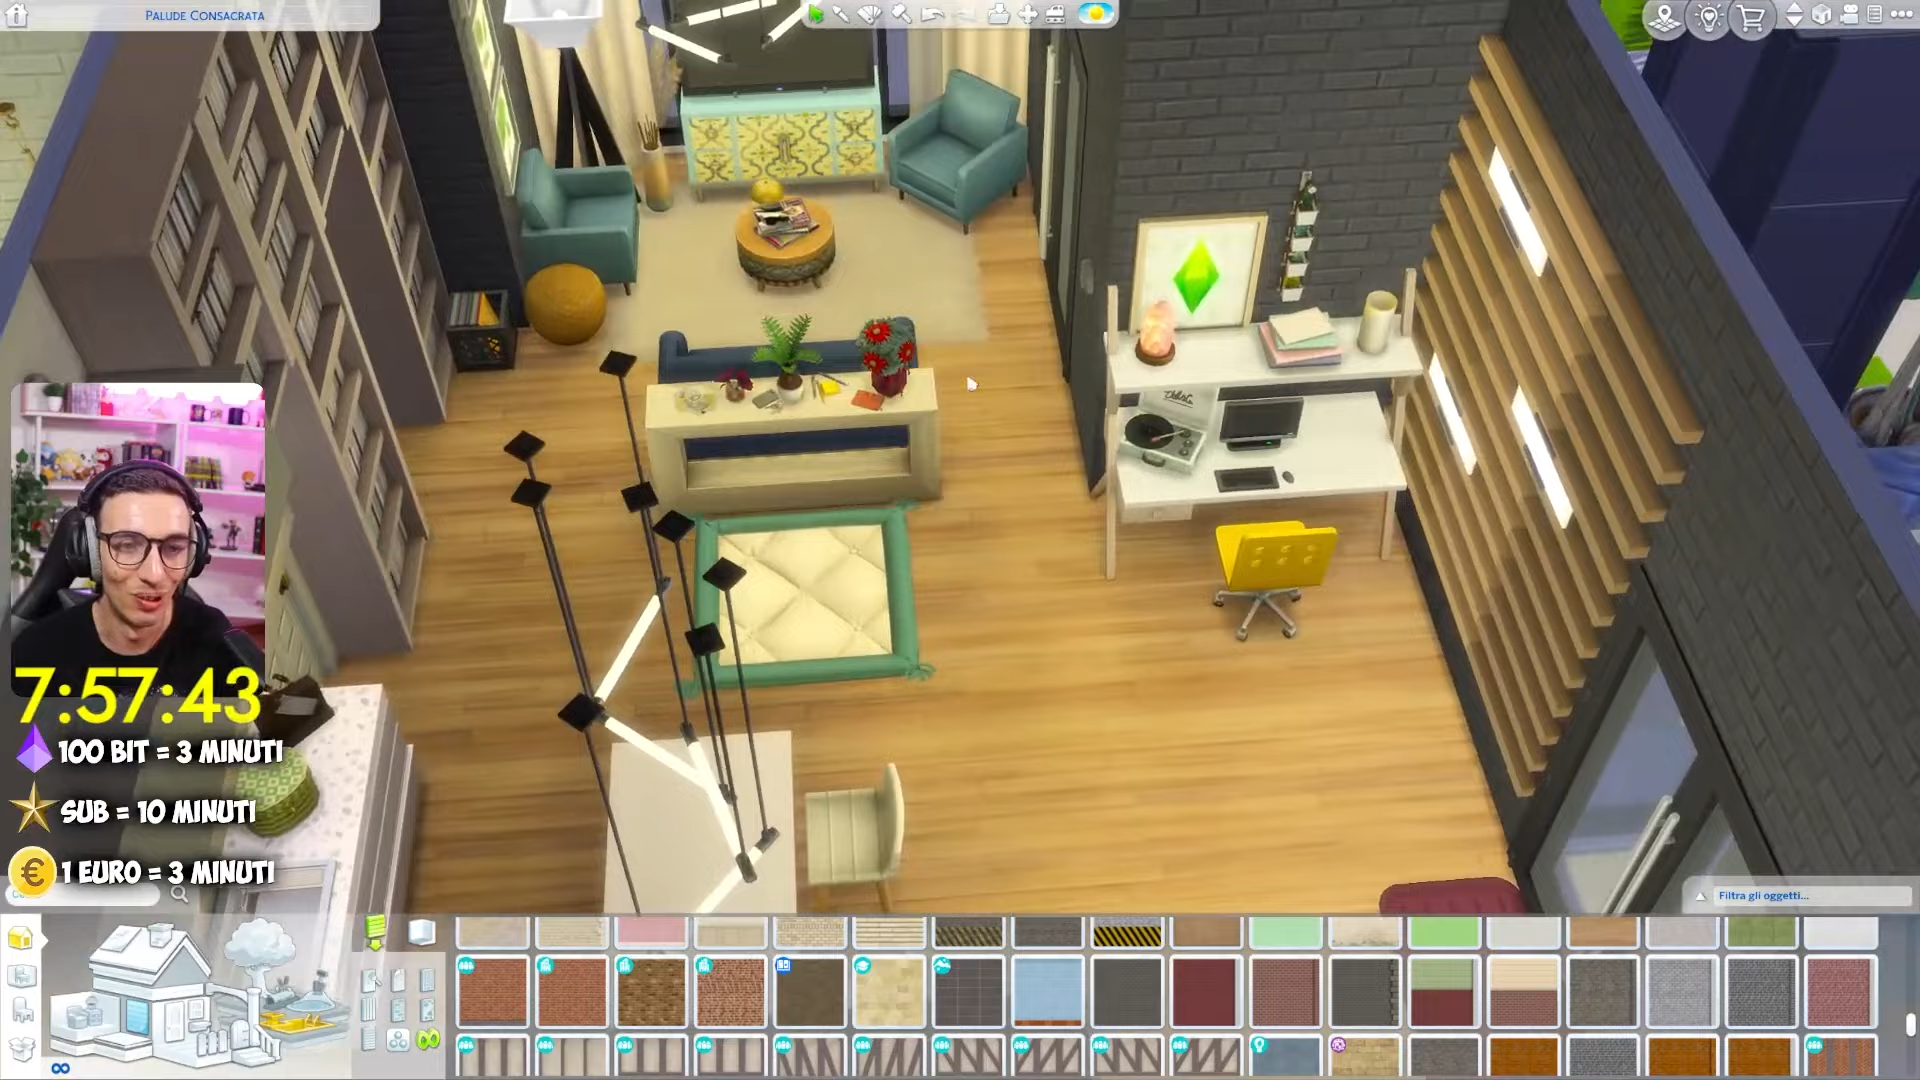 Palude Consacrata
7:57:43
100 BIT = 3 MINUTI
SUB = 10 MINUTI
1 EURO = 3 MINUTI
Filtra gli oggetti...